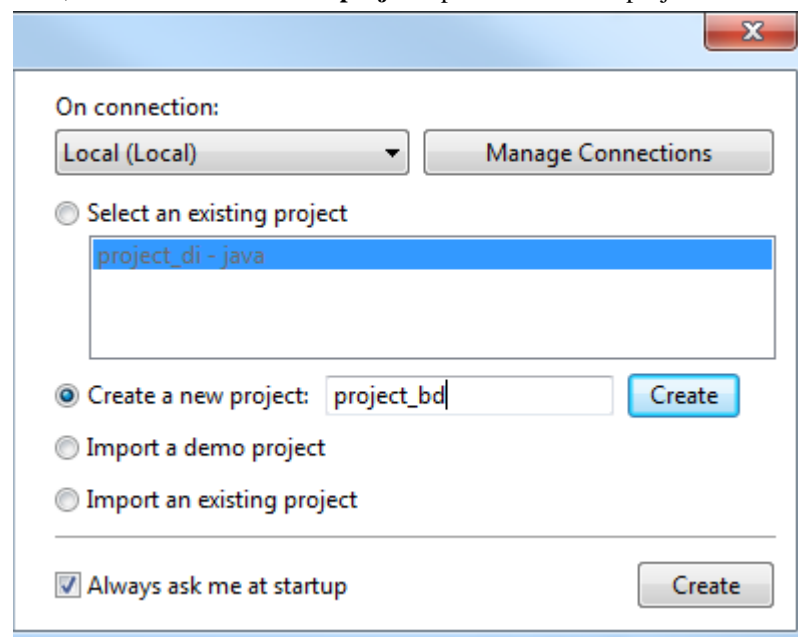 On connection:
Local (Local) Manage Connections
Select an existing project
project_di - java
Create a new project: project_bd Create
Import a demo project
Import an existing project
Always ask me at startup Create